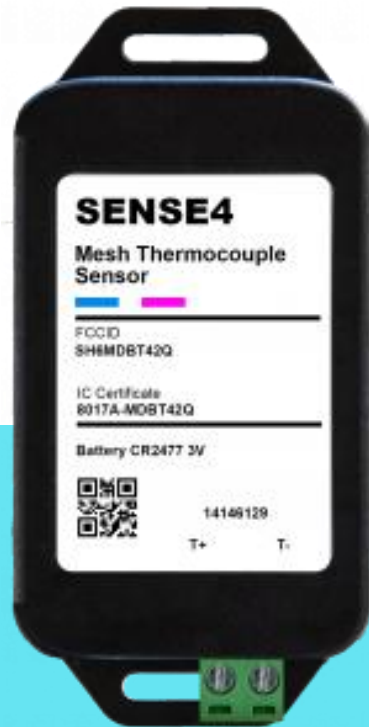 SENSE4
Mesh Thermocouple
Sensor
FCCID
SH6MDBT42Q
IC Certificate
8017A-MDBT42Q
Battery CR2477 3V
14146129
T+ T-